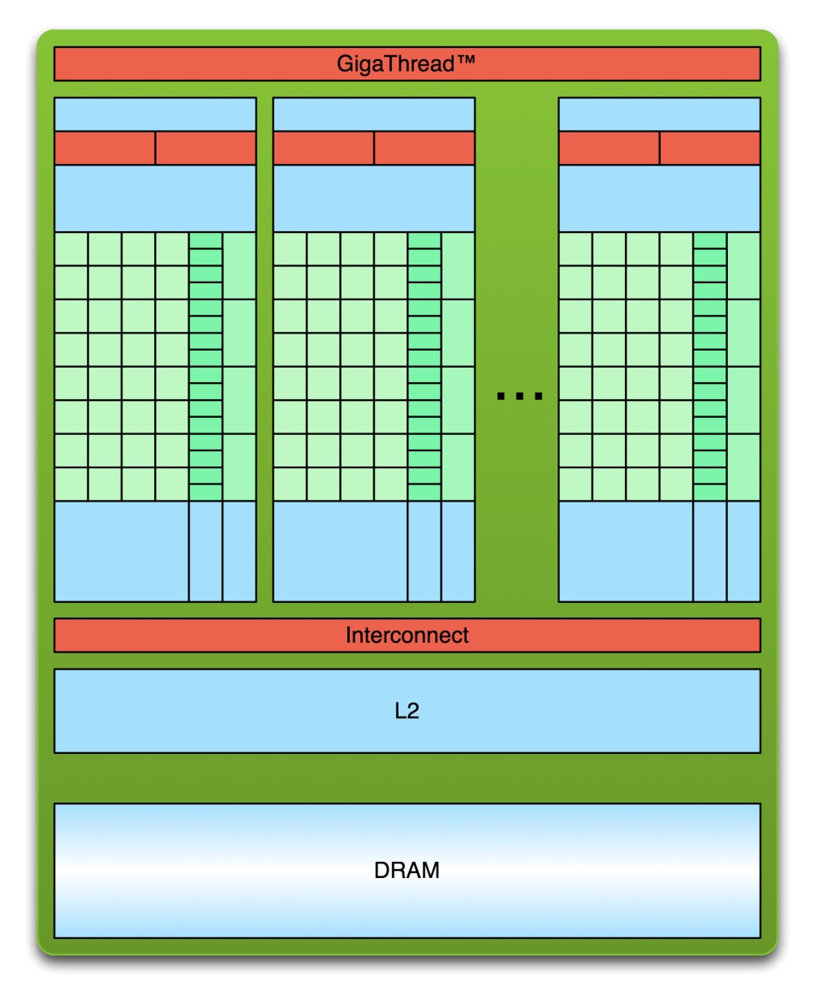 GigaThread™
...
Interconnect
L2
DRAM